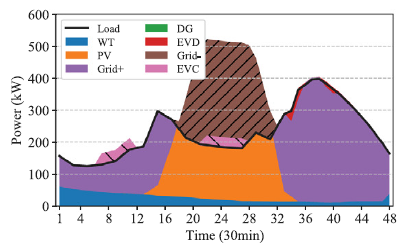 600
500
400
300
200
100
0
Power (kW)
Load
WT
PV
Grid+
DG
EVD
Grid-
EVC
1 4 8 12 16 20 24 28 32 36 40 44 48
Time (30min)